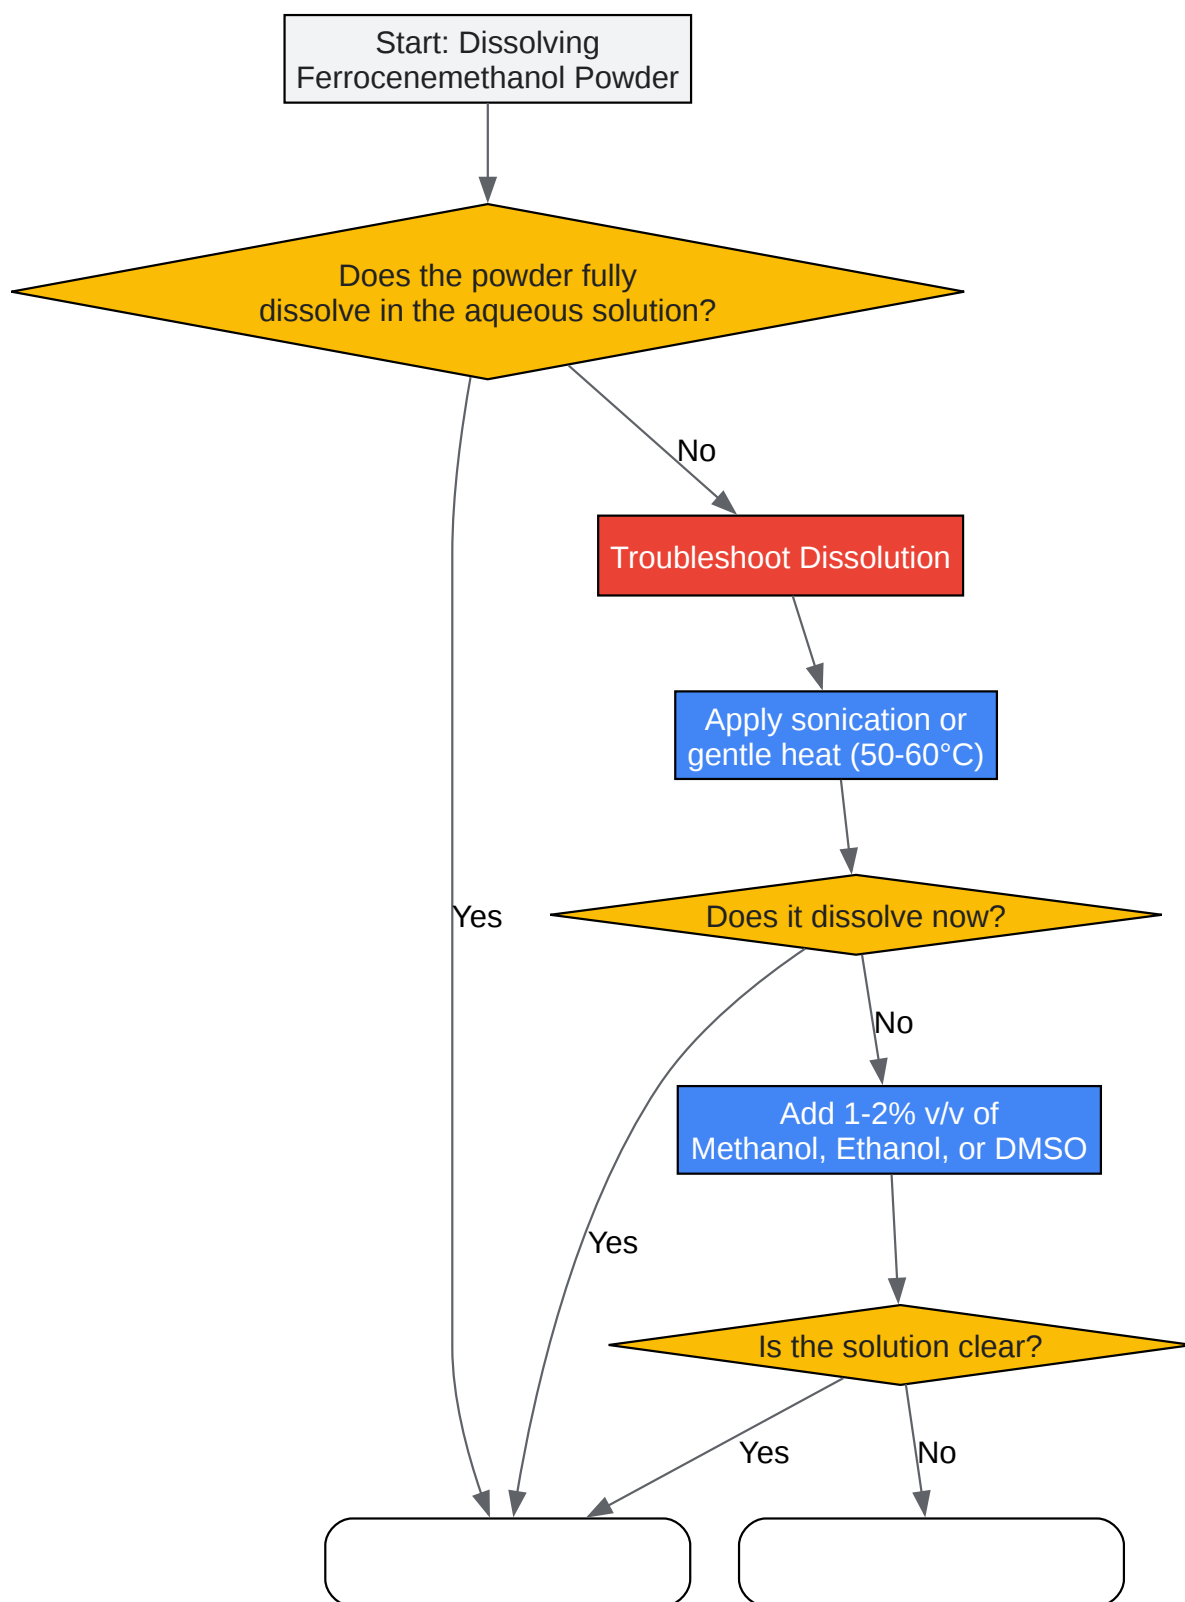 Start: Dissolving
Ferrocenemethanol Powder
Does the powder fully
dissolve in the aqueous solution?
No
Troubleshoot Dissolution
Apply sonication or
gentle heat (50-60°C)
Yes
Does it dissolve now?
No
Add 1-2% v/v of
Methanol, Ethanol, or DMSO
Yes
Is the solution clear?
Yes
No